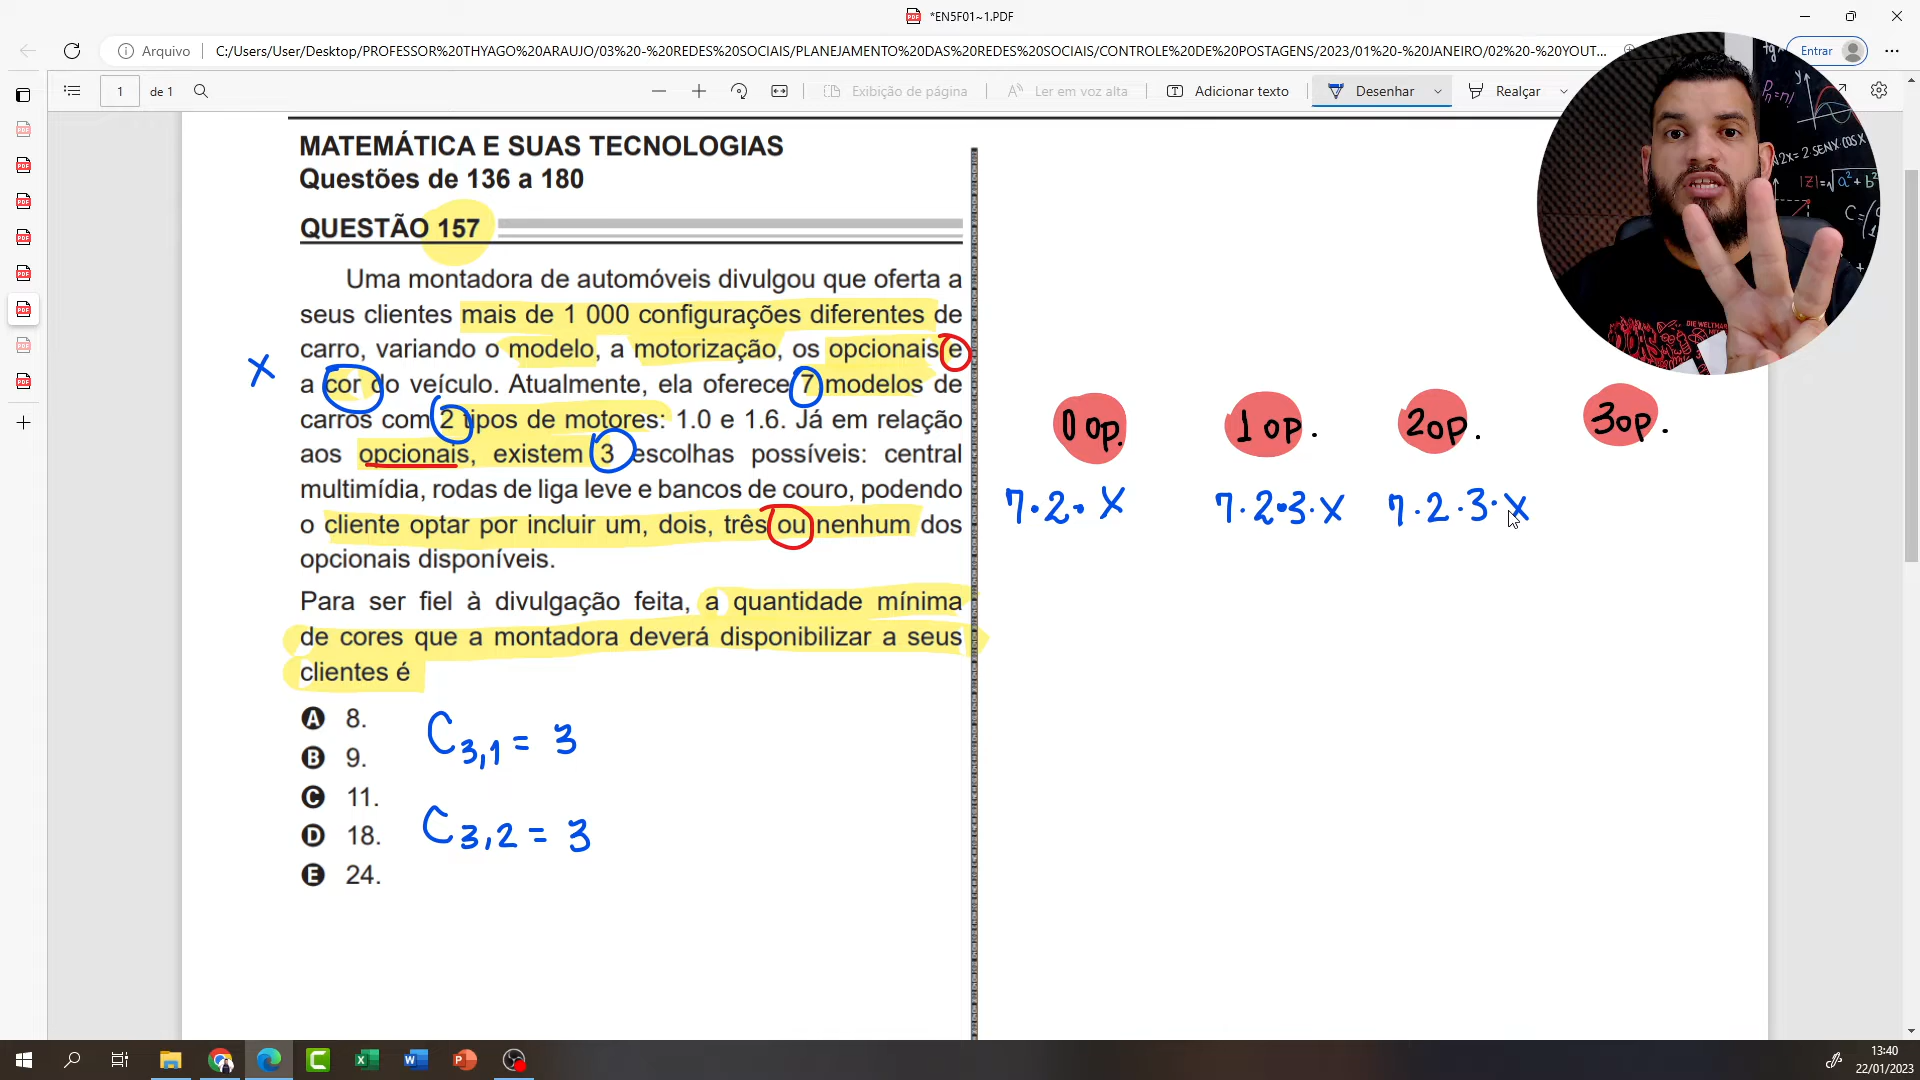 *EN5F01~1.PDF
Arquivo
C:/Users/User/Desktop/PROFESSOR%20THYAGO%20ARAUJO/03%20-%20REDES%20SOCIAIS/PLANEJAMENTO%20DAS%20REDES%20SOCIAIS/CONTROLE%20DE%20POSTAGENS/2023/01%20-%20JANEIRO/02%20-%20YOUT...
Entrar
1 de 1
Exibição de página
Ler em voz alta
Adicionar texto
Desenhar
Realçar
MATEMÁTICA E SUAS TECNOLOGIAS
Questões de 136 a 180
QUESTÃO 157
Uma montadora de automóveis divulgou que oferta a
seus clientes mais de 1 000 configurações diferentes de
carro, variando o modelo, a motorização, os opcionais e
a cor do veículo. Atualmente, ela oferece 7 modelos de
carros com 2 tipos de motores: 1.0 e 1.6. Já em relação
aos opcionais, existem 3 escolhas possíveis: central
multimídia, rodas de liga leve e bancos de couro, podendo
o cliente optar por incluir um, dois, três ou nenhum dos
opcionais disponíveis.
Para ser fiel à divulgação feita, a quantidade mínima
de cores que a montadora deverá disponibilizar a seus
clientes é
A 8.
B 9.
C 11.
D 18.
E 24.
X
C3,1 = 3
C3,2 = 3
0 op. 1 op. 2 op. 3 op.
7·2·X 7·2·3·X 7·2·3·X
Pn=n!
2x=2·SENX·COSX
|Z|=√a²+b²
13:40
22/01/2023